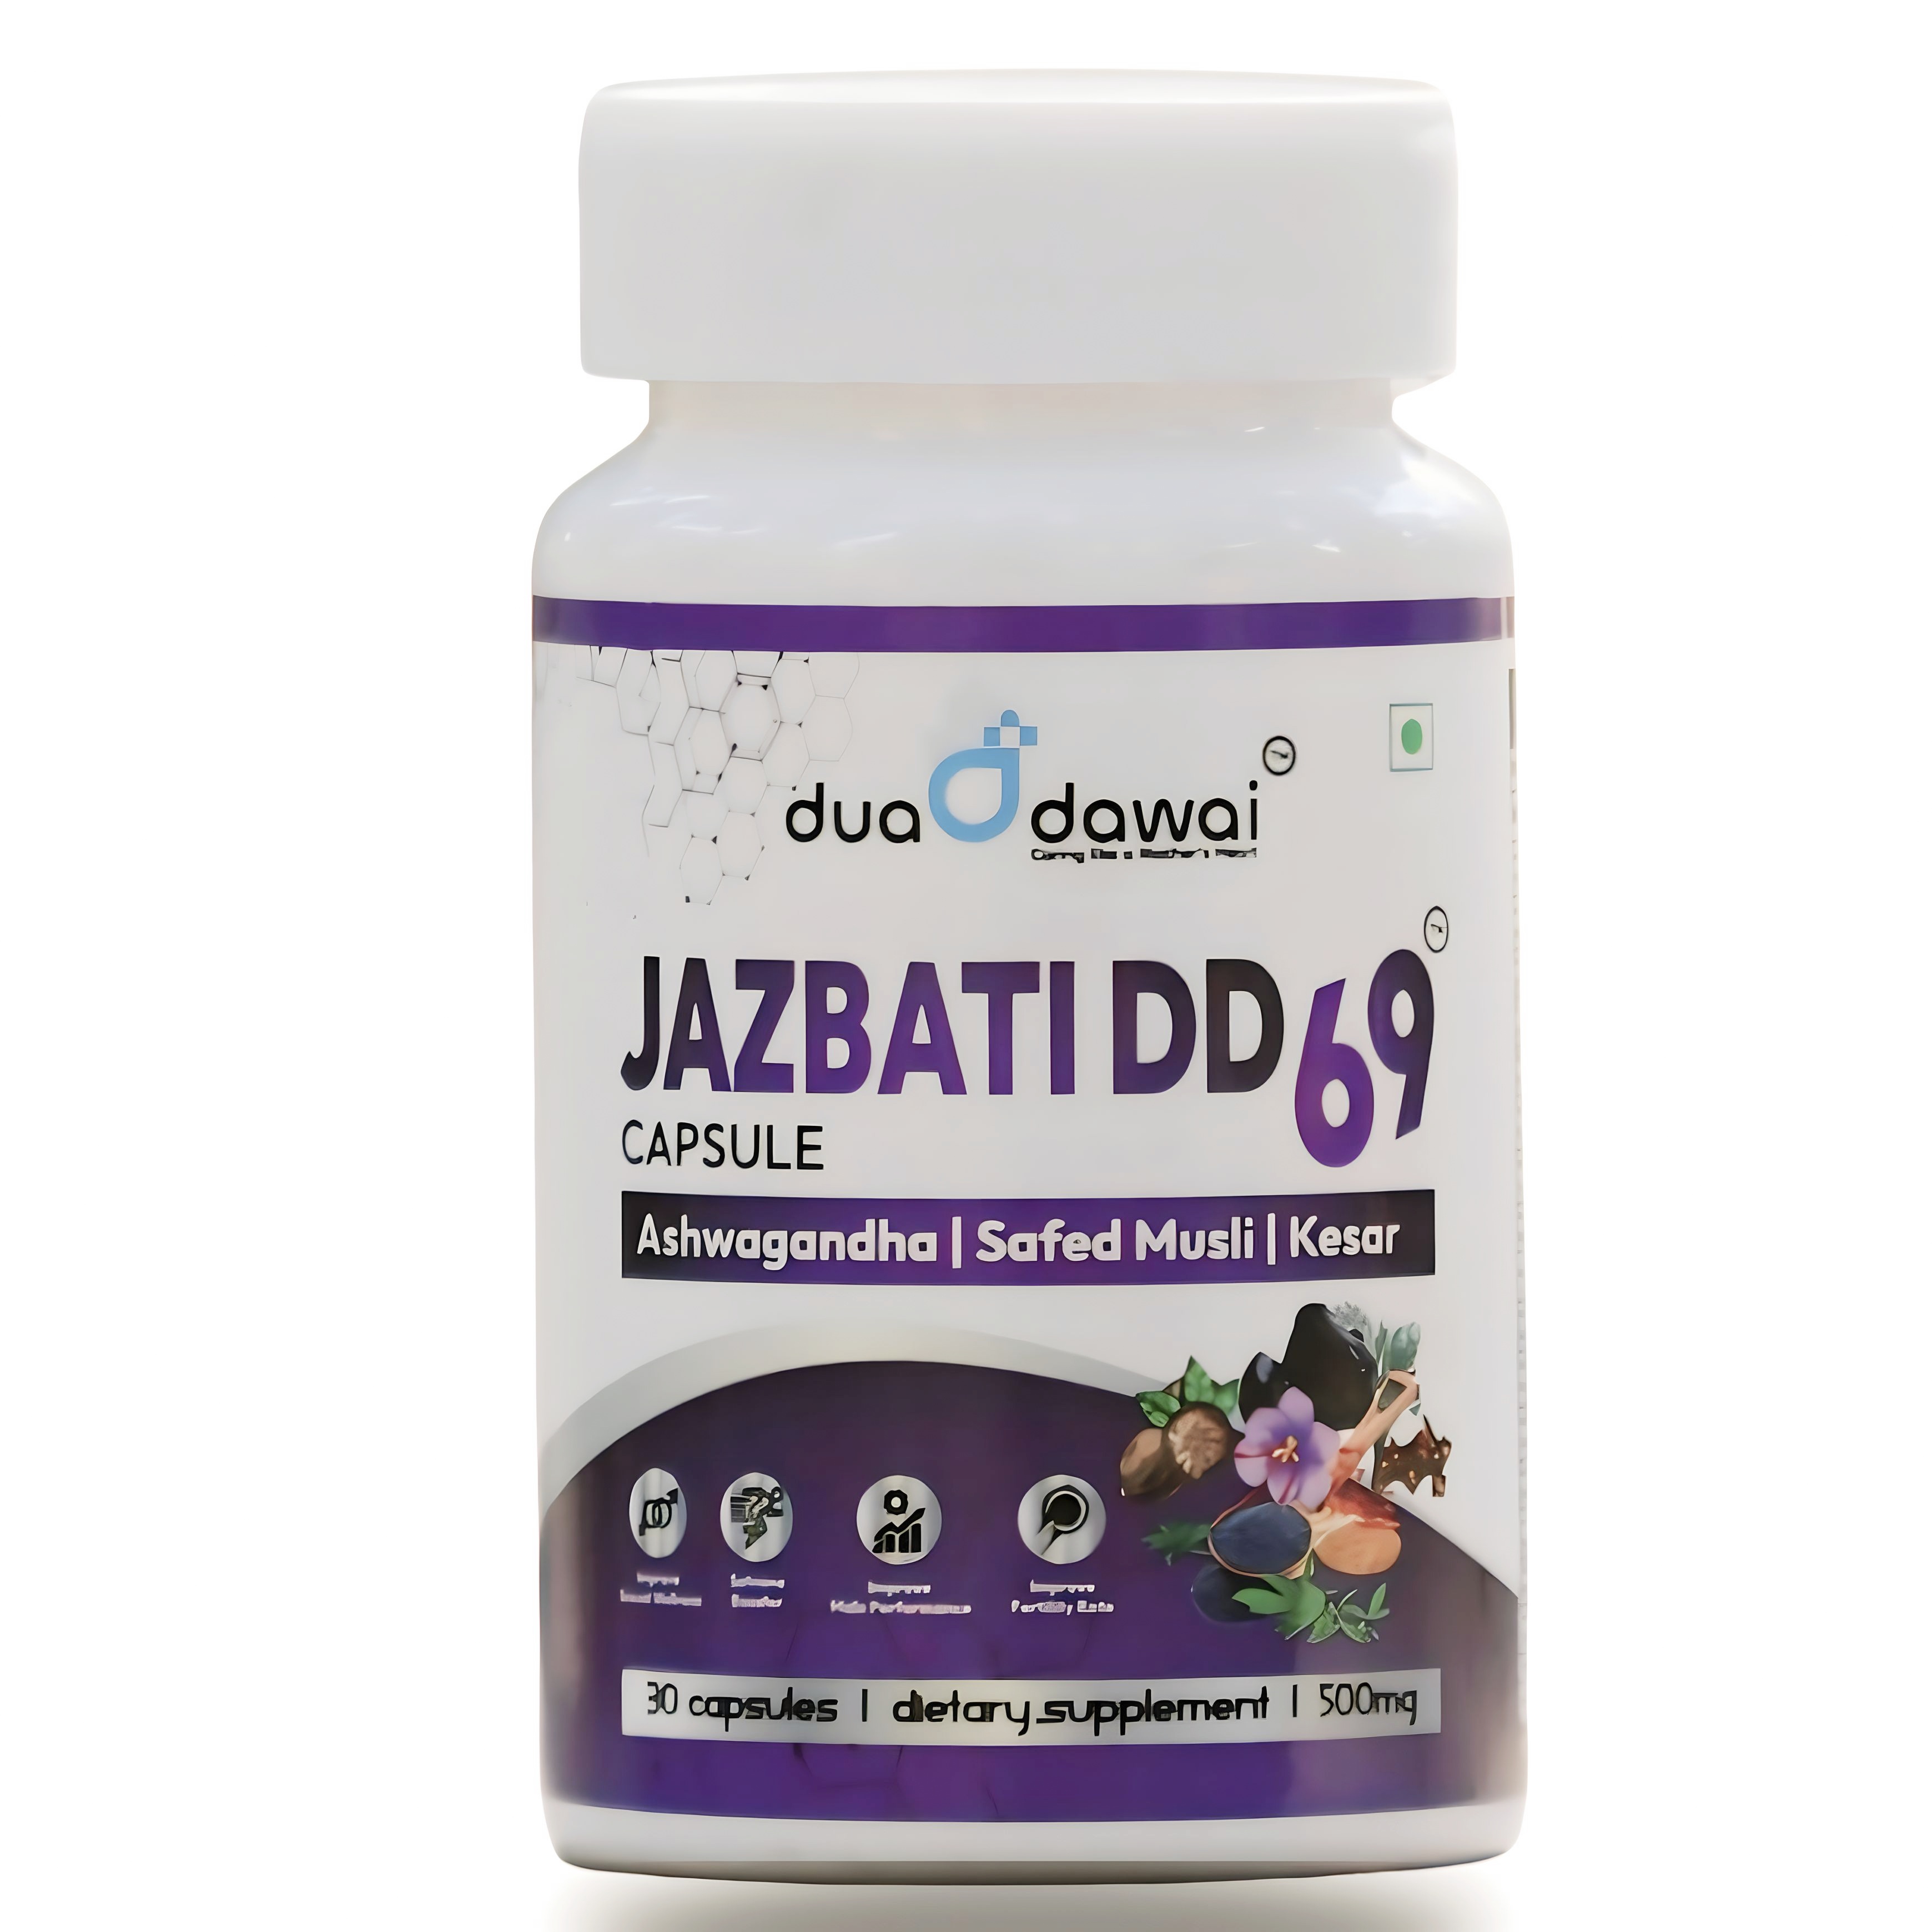 dua dawai
JAZBATI DD 69
CAPSULE
Ashwagandha | Safed Musli | Kesar
30 capsules | dietary supplement | 500mg